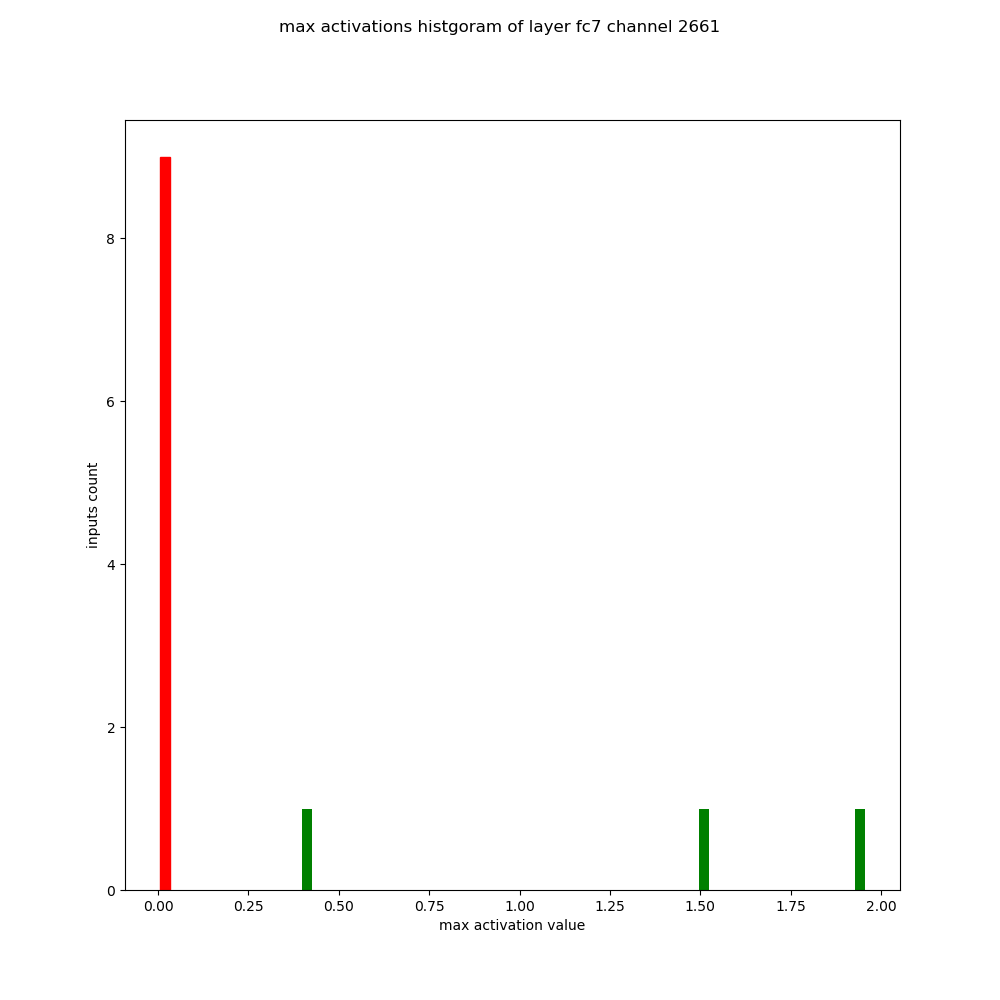 max activations histgoram of layer fc7 channel 2661
8
6
4
2
0
inputs count
0.00 0.25 0.50 0.75 1.00 1.25 1.50 1.75 2.00
max activation value